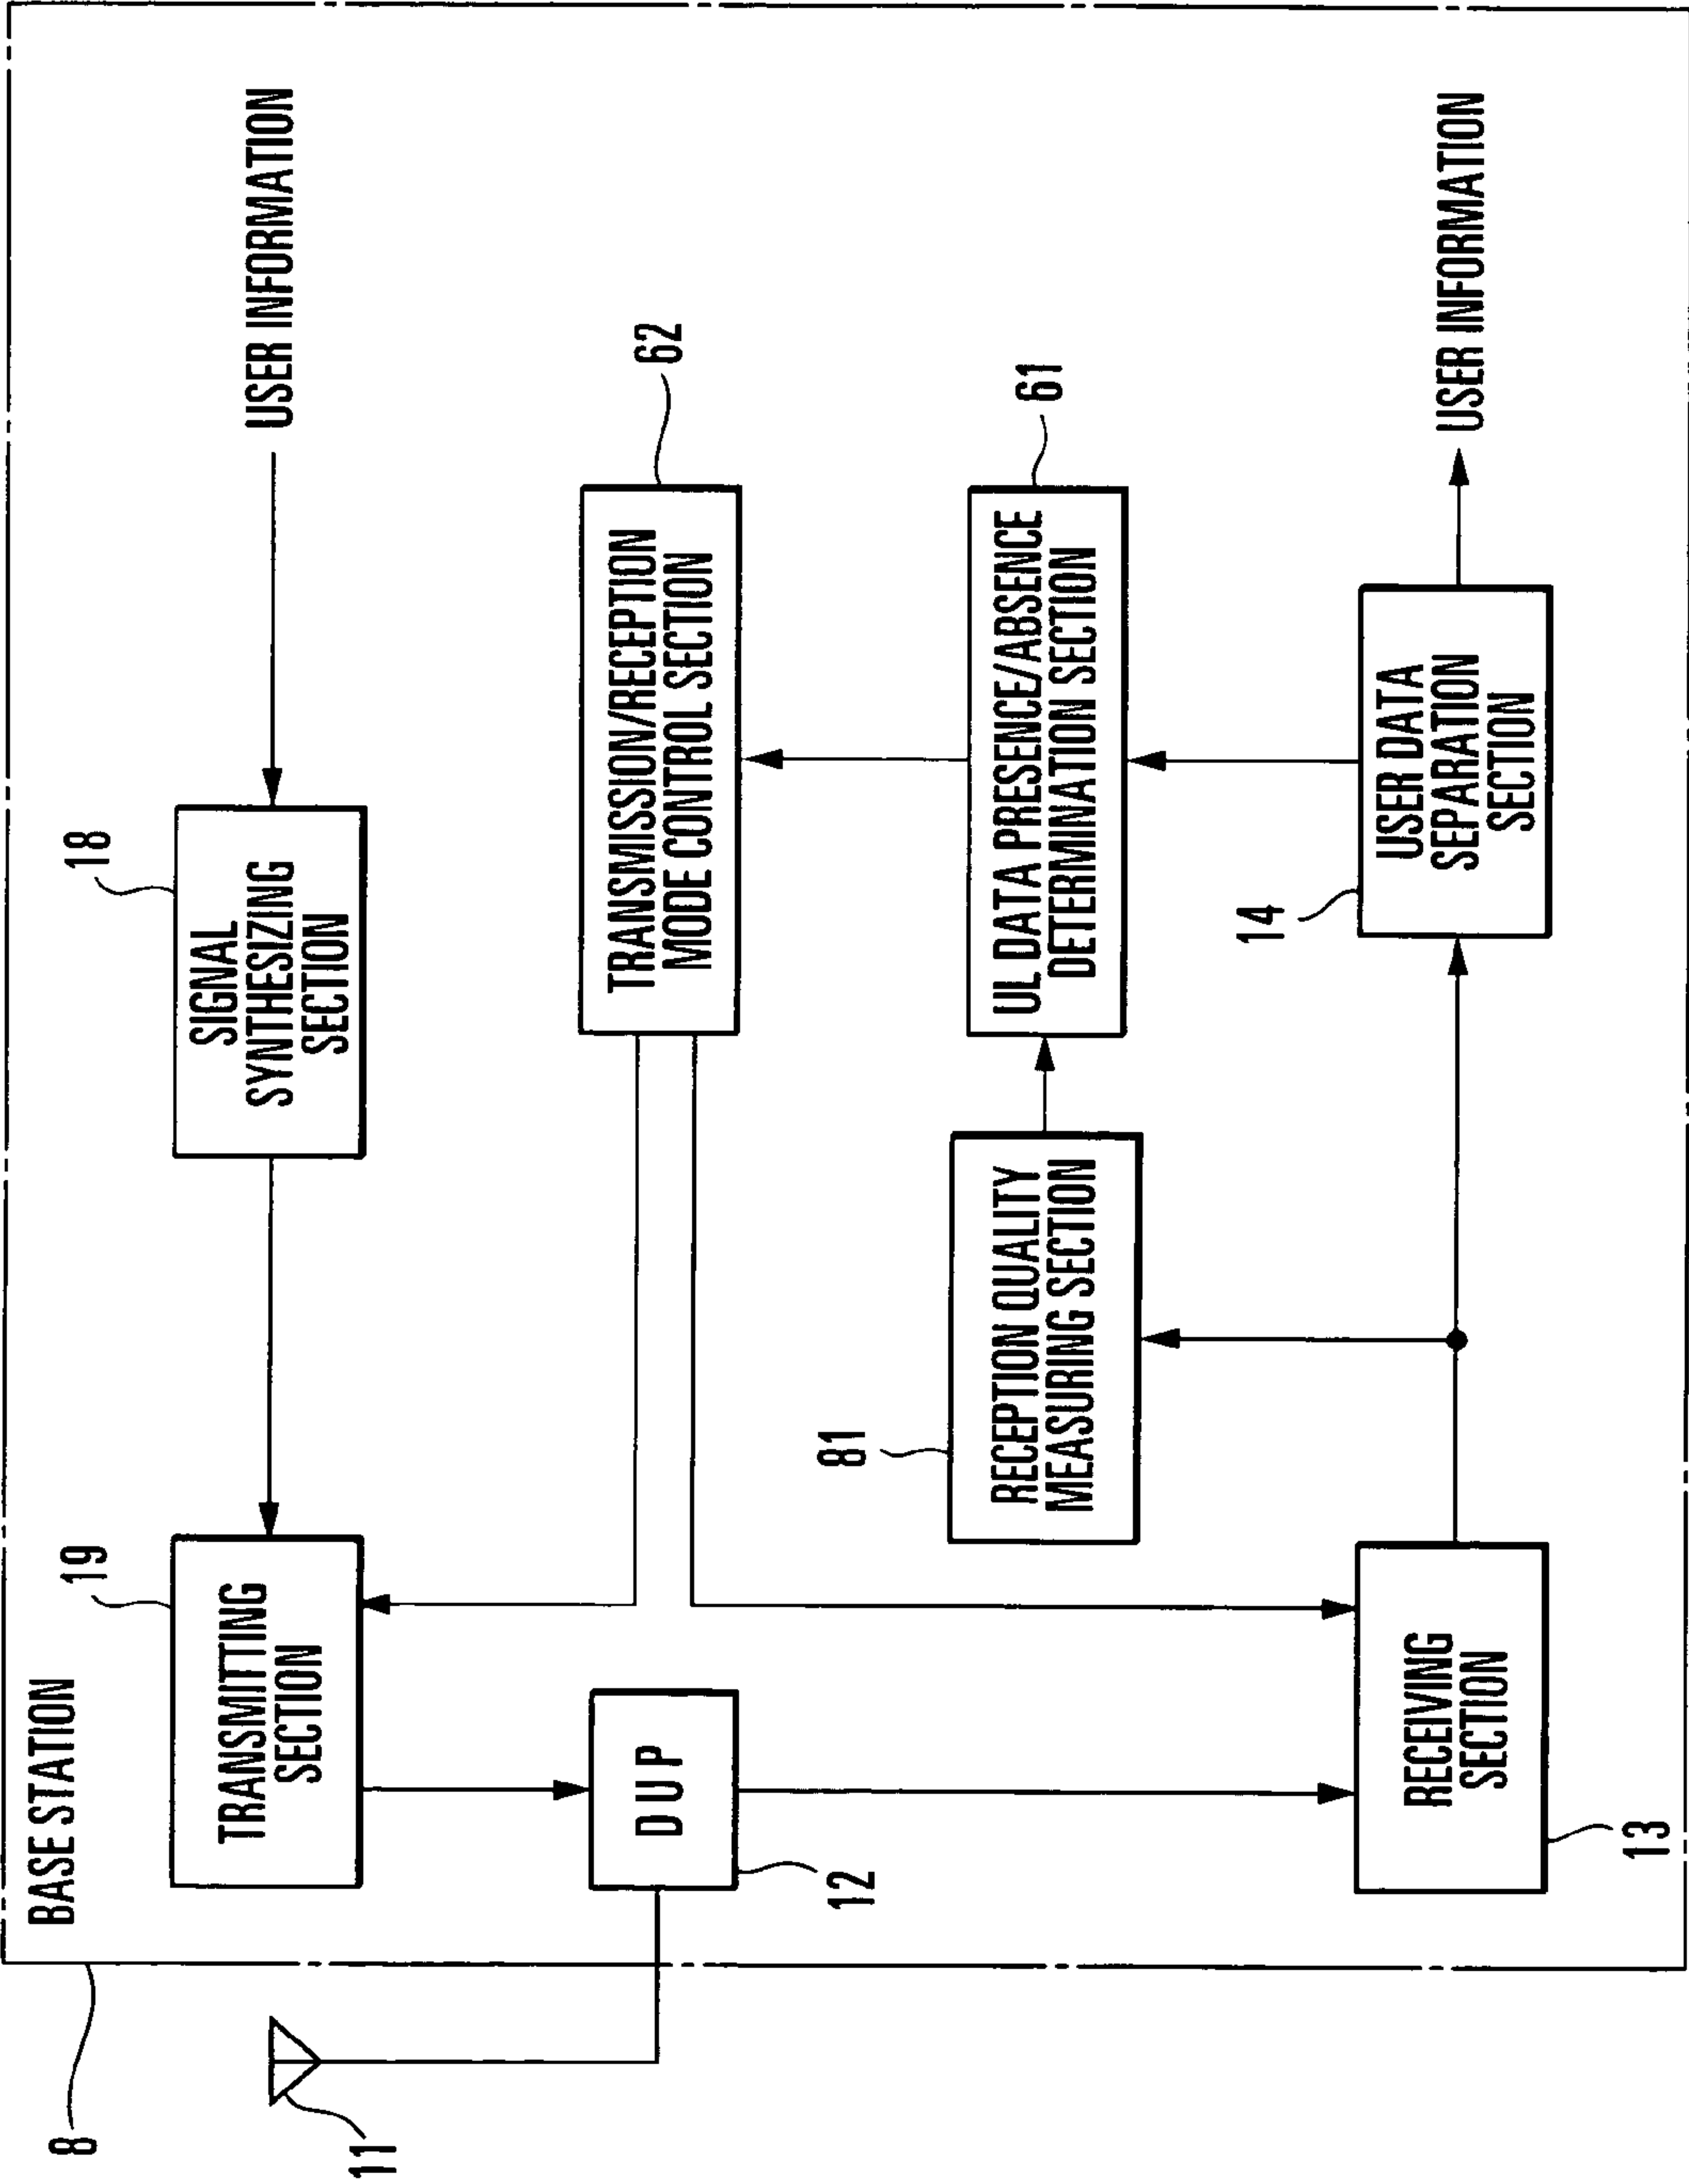 BASE STATION
8
11
19
TRANSMITTING
SECTION
18
SIGNAL
SYNTHESIZING
SECTION
USER INFORMATION
DUP
12
62
TRANSMISSION/RECEPTION
MODE CONTROL SECTION
81
RECEPTION QUALITY
MEASURING SECTION
61
UL DATA PRESENCE/ABSENCE
DETERMINATION SECTION
RECEIVING
SECTION
13
14
USER DATA
SEPARATION
SECTION
USER INFORMATION